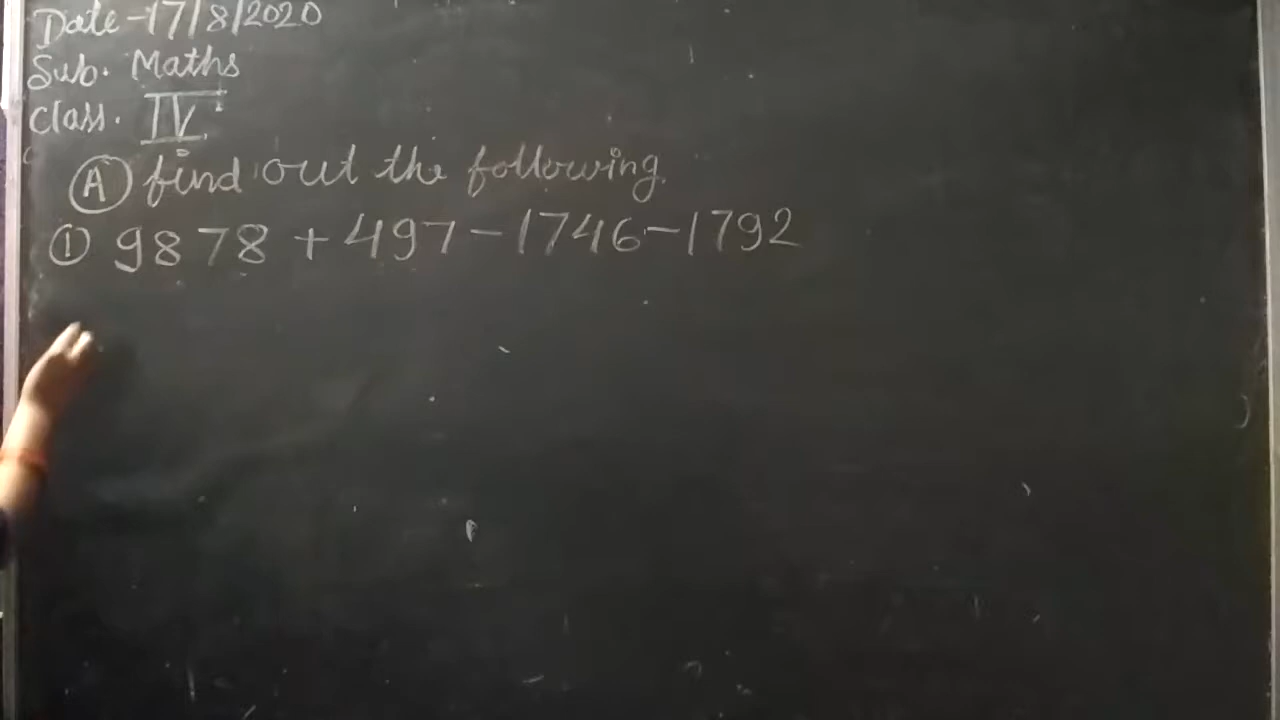 Date-17/8/2020
Sub. Maths
Class. IV
(A) find out the following.
(1) 9878 + 497 - 1746 - 1792